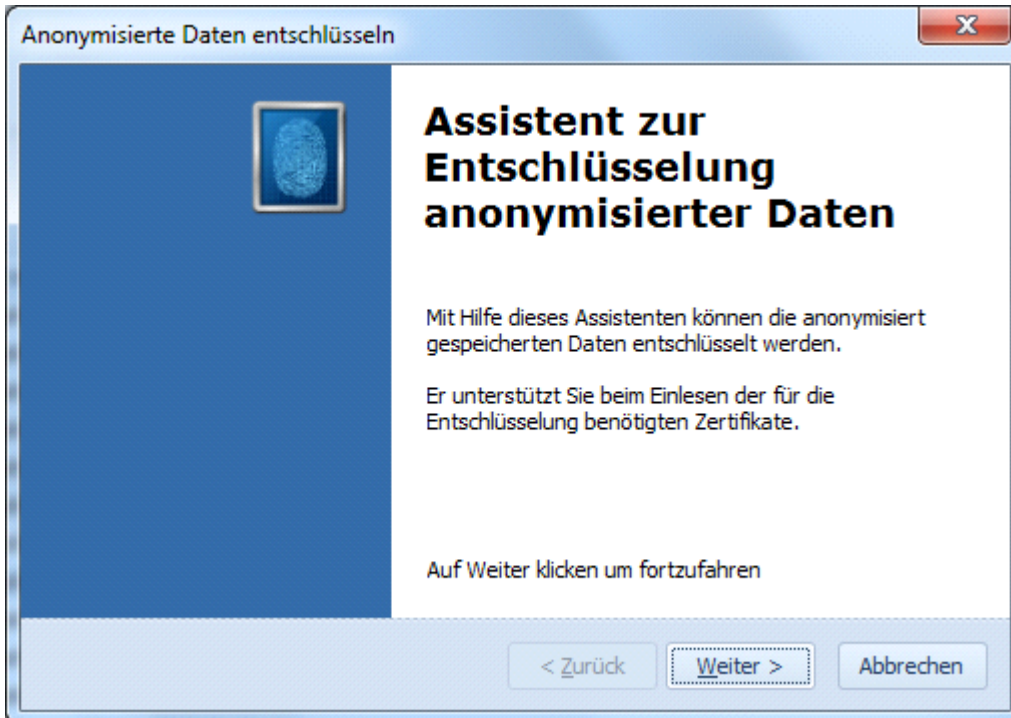 Anonymisierte Daten entschlüsseln
Assistent zur
Entschlüsselung
anonymisierter Daten
Mit Hilfe dieses Assistenten können die anonymisiert
gespeicherten Daten entschlüsselt werden.
Er unterstützt Sie beim Einlesen der für die
Entschlüsselung benötigten Zertifikate.
Auf Weiter klicken um fortzufahren
< Zurück Weiter > Abbrechen